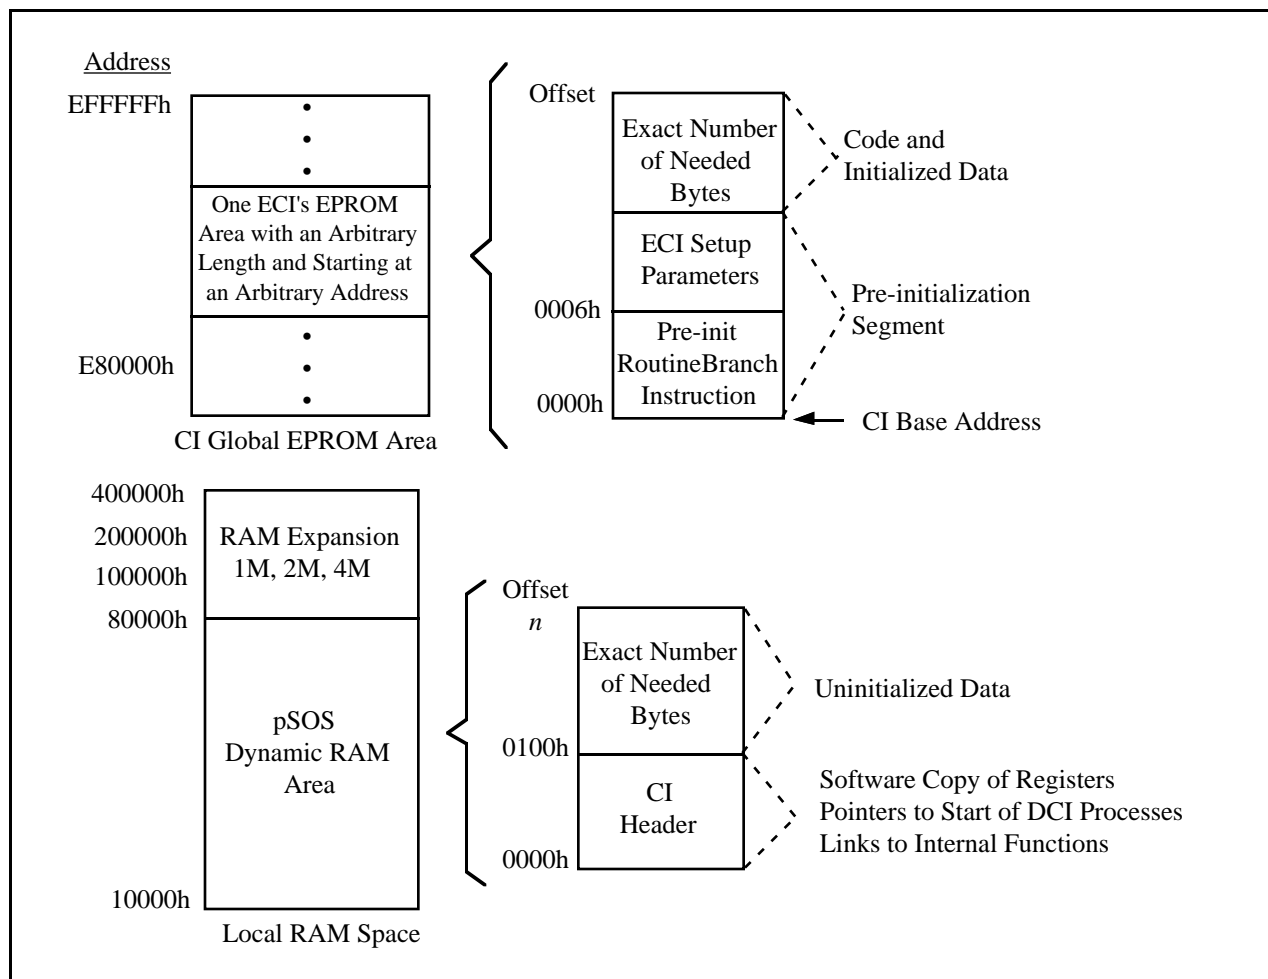 Address
EFFFFFh
One ECI's EPROM
Area with an Arbitrary
Length and Starting at
an Arbitrary Address
E80000h
CI Global EPROM Area
Offset
Exact Number
of Needed
Bytes
ECI Setup
Parameters
0006h
Pre-init
RoutineBranch
Instruction
0000h
Code and
Initialized Data
Pre-initialization
Segment
CI Base Address
400000h
200000h
100000h
80000h
RAM Expansion
1M, 2M, 4M
pSOS
Dynamic RAM
Area
10000h
Local RAM Space
Offset
n
Exact Number
of Needed
Bytes
0100h
CI
Header
0000h
Uninitialized Data
Software Copy of Registers
Pointers to Start of DCI Processes
Links to Internal Functions